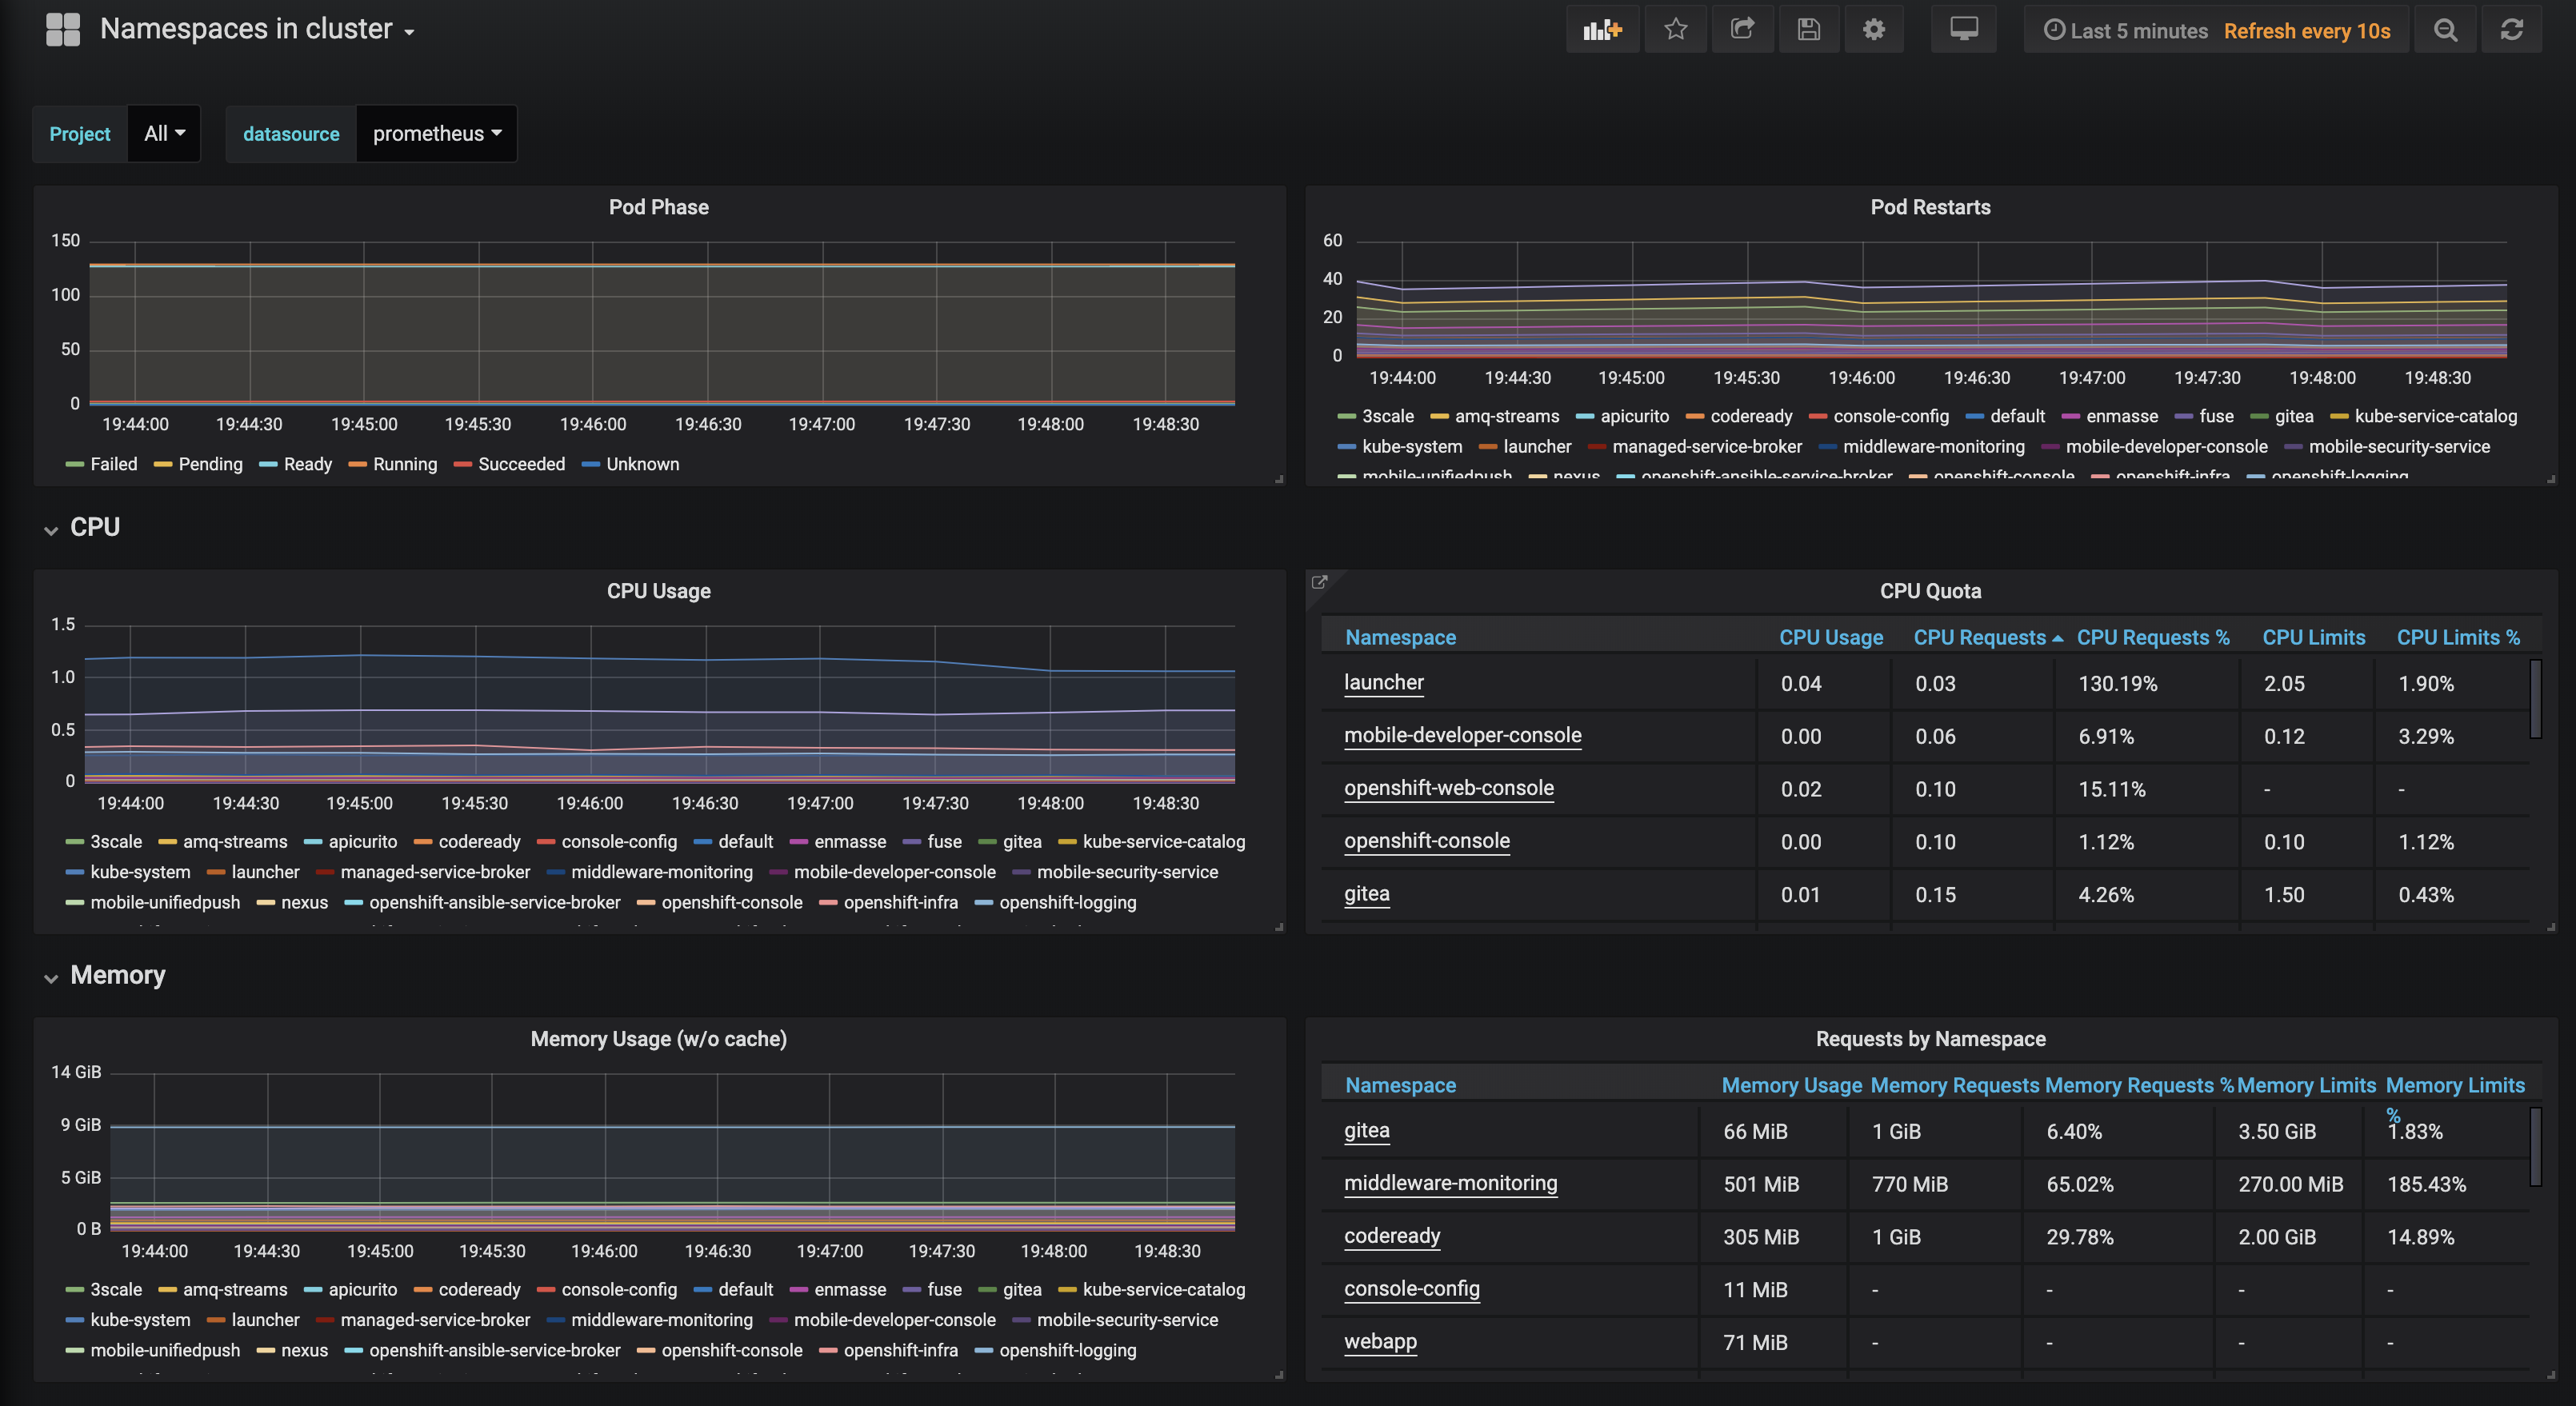 Namespaces in cluster
Last 5 minutes Refresh every 10s
Project All datasource prometheus
Pod Phase
150
100
50
0
19:44:00 19:44:30 19:45:00 19:45:30 19:46:00 19:46:30 19:47:00 19:47:30 19:48:00 19:48:30
Failed Pending Ready Running Succeeded Unknown
Pod Restarts
60
40
20
0
19:44:00 19:44:30 19:45:00 19:45:30 19:46:00 19:46:30 19:47:00 19:47:30 19:48:00 19:48:30
3scale amq-streams apicurito codeready console-config default enmasse fuse gitea kube-service-catalog
kube-system launcher managed-service-broker middleware-monitoring mobile-developer-console mobile-security-service
mobile-unifiedpush nexus openshift-ansible-service-broker openshift-console openshift-infra openshift-logging
CPU
CPU Usage
1.5
1.0
0.5
0
19:44:00 19:44:30 19:45:00 19:45:30 19:46:00 19:46:30 19:47:00 19:47:30 19:48:00 19:48:30
3scale amq-streams apicurito codeready console-config default enmasse fuse gitea kube-service-catalog
kube-system launcher managed-service-broker middleware-monitoring mobile-developer-console mobile-security-service
mobile-unifiedpush nexus openshift-ansible-service-broker openshift-console openshift-infra openshift-logging
CPU Quota
Namespace CPU Usage CPU Requests CPU Requests % CPU Limits CPU Limits %
launcher 0.04 0.03 130.19% 2.05 1.90%
mobile-developer-console 0.00 0.06 6.91% 0.12 3.29%
openshift-web-console 0.02 0.10 15.11% - -
openshift-console 0.00 0.10 1.12% 0.10 1.12%
gitea 0.01 0.15 4.26% 1.50 0.43%
Memory
Memory Usage (w/o cache)
14 GiB
9 GiB
5 GiB
0 B
19:44:00 19:44:30 19:45:00 19:45:30 19:46:00 19:46:30 19:47:00 19:47:30 19:48:00 19:48:30
3scale amq-streams apicurito codeready console-config default enmasse fuse gitea kube-service-catalog
kube-system launcher managed-service-broker middleware-monitoring mobile-developer-console mobile-security-service
mobile-unifiedpush nexus openshift-ansible-service-broker openshift-console openshift-infra openshift-logging
Requests by Namespace
Namespace Memory Usage Memory Requests Memory Requests % Memory Limits Memory Limits %
gitea 66 MiB 1 GiB 6.40% 3.50 GiB 1.83%
middleware-monitoring 501 MiB 770 MiB 65.02% 270.00 MiB 185.43%
codeready 305 MiB 1 GiB 29.78% 2.00 GiB 14.89%
console-config 11 MiB - - - -
webapp 71 MiB - - - -